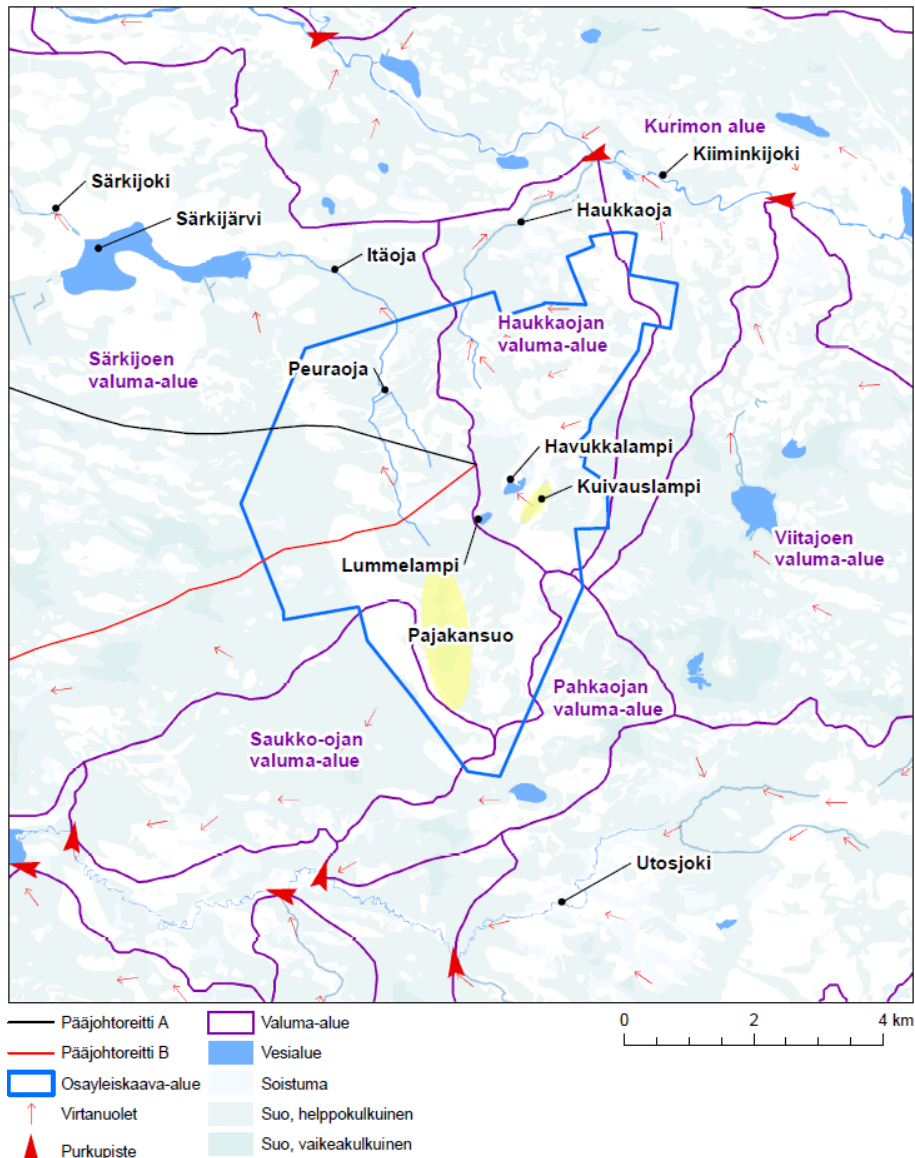 Kurimon alue
Kiiminkijoki
Särkijoki
Särkijärvi
Haukkaoja
Itäoja
Haukkaojan
valuma-alue
Särkijoen
valuma-alue
Peuraoja
Havukkalampi
Kuivauslampi
Viitajoen
valuma-alue
Lummelampi
Pajakansuo
Pahkaojan
valuma-alue
Saukko-ojan
valuma-alue
Utosjoki
Pääjohtoreitti A
Pääjohtoreitti B
Osayleiskaava-alue
Virtanuolet
Purkupiste
Valuma-alue
Vesialue
Soistuma
Suo, helppokulkuinen
Suo, vaikeakulkuinen
0 2 4 km